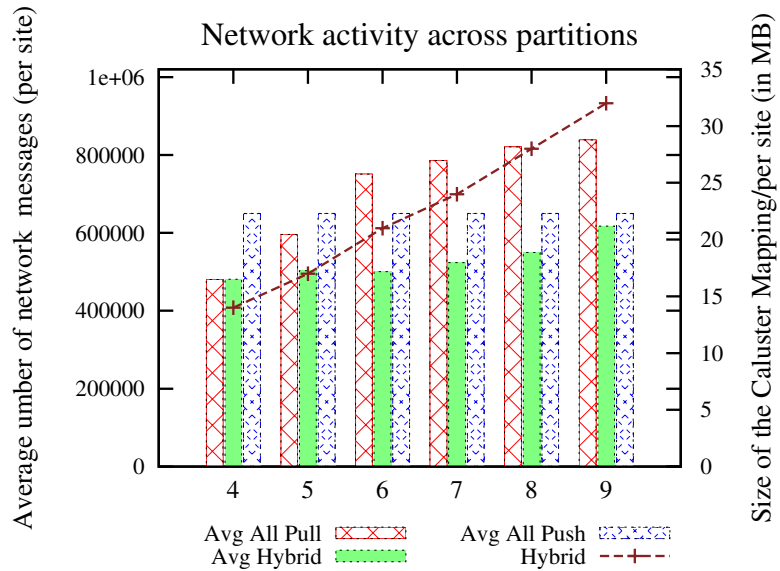 Network activity across partitions
Average umber of network messages (per site)
1e+06
800000
600000
400000
200000
0
35
30
25
20
15
10
5
0
Size of the Caluster Mapping/per site (in MB)
4 5 6 7 8 9
Avg All Pull Avg All Push
Avg Hybrid Hybrid